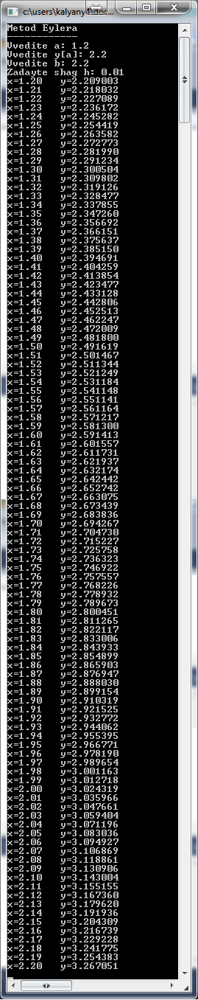 c:\users\kalyany4\doc...
Metod Eylera
------------
Vvedite a: 1.2
Vvedite y[a]: 2.2
Vvedite b: 2.2
Zadayte shag h: 0.01
x=1.20 y=2.209003
x=1.21 y=2.218032
x=1.22 y=2.227089
x=1.23 y=2.236172
x=1.24 y=2.245282
x=1.25 y=2.254419
x=1.26 y=2.263582
x=1.27 y=2.272773
x=1.28 y=2.281990
x=1.29 y=2.291234
x=1.30 y=2.300504
x=1.31 y=2.309802
x=1.32 y=2.319126
x=1.33 y=2.328477
x=1.34 y=2.337855
x=1.35 y=2.347260
x=1.36 y=2.356692
x=1.37 y=2.366151
x=1.38 y=2.375637
x=1.39 y=2.385150
x=1.40 y=2.394691
x=1.41 y=2.404259
x=1.42 y=2.413854
x=1.43 y=2.423477
x=1.44 y=2.433128
x=1.45 y=2.442806
x=1.46 y=2.452513
x=1.47 y=2.462247
x=1.48 y=2.472009
x=1.49 y=2.481800
x=1.50 y=2.491619
x=1.51 y=2.501467
x=1.52 y=2.511344
x=1.53 y=2.521249
x=1.54 y=2.531184
x=1.55 y=2.541148
x=1.56 y=2.551141
x=1.57 y=2.561164
x=1.58 y=2.571217
x=1.59 y=2.581300
x=1.60 y=2.591413
x=1.61 y=2.601557
x=1.62 y=2.611731
x=1.63 y=2.621937
x=1.64 y=2.632174
x=1.65 y=2.642442
x=1.66 y=2.652742
x=1.67 y=2.663075
x=1.68 y=2.673439
x=1.69 y=2.683836
x=1.70 y=2.694267
x=1.71 y=2.704730
x=1.72 y=2.715227
x=1.73 y=2.725758
x=1.74 y=2.736323
x=1.75 y=2.746922
x=1.76 y=2.757557
x=1.77 y=2.768226
x=1.78 y=2.778932
x=1.79 y=2.789673
x=1.80 y=2.800451
x=1.81 y=2.811265
x=1.82 y=2.822117
x=1.83 y=2.833006
x=1.84 y=2.843933
x=1.85 y=2.854899
x=1.86 y=2.865903
x=1.87 y=2.876947
x=1.88 y=2.888030
x=1.89 y=2.899154
x=1.90 y=2.910319
x=1.91 y=2.921525
x=1.92 y=2.932772
x=1.93 y=2.944062
x=1.94 y=2.955395
x=1.95 y=2.966771
x=1.96 y=2.978190
x=1.97 y=2.989654
x=1.98 y=3.001163
x=1.99 y=3.012718
x=2.00 y=3.024319
x=2.01 y=3.035966
x=2.02 y=3.047661
x=2.03 y=3.059404
x=2.04 y=3.071196
x=2.05 y=3.083036
x=2.06 y=3.094927
x=2.07 y=3.106869
x=2.08 y=3.118861
x=2.09 y=3.130906
x=2.10 y=3.143004
x=2.11 y=3.155155
x=2.12 y=3.167360
x=2.13 y=3.179620
x=2.14 y=3.191936
x=2.15 y=3.204309
x=2.16 y=3.216739
x=2.17 y=3.229228
x=2.18 y=3.241775
x=2.19 y=3.254383
x=2.20 y=3.267051